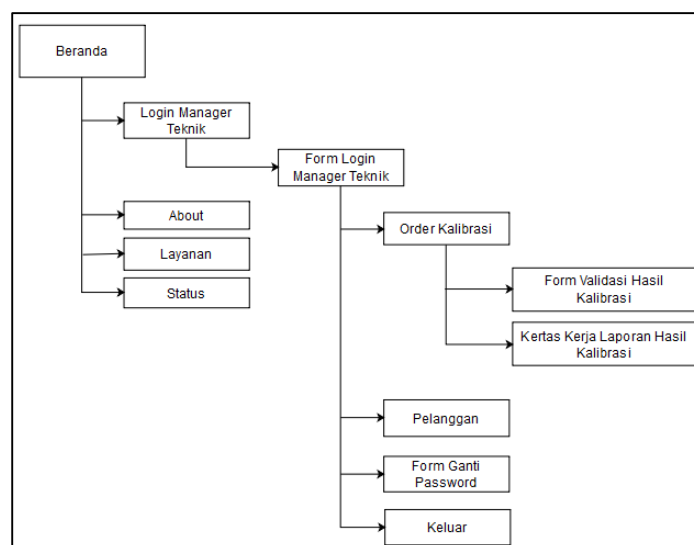 Beranda
Login Manager
Teknik
Form Login
Manager Teknik
About
Order Kalibrasi
Layanan
Form Validasi Hasil
Kalibrasi
Status
Kertas Kerja Laporan Hasil
Kalibrasi
Pelanggan
Form Ganti
Password
Keluar